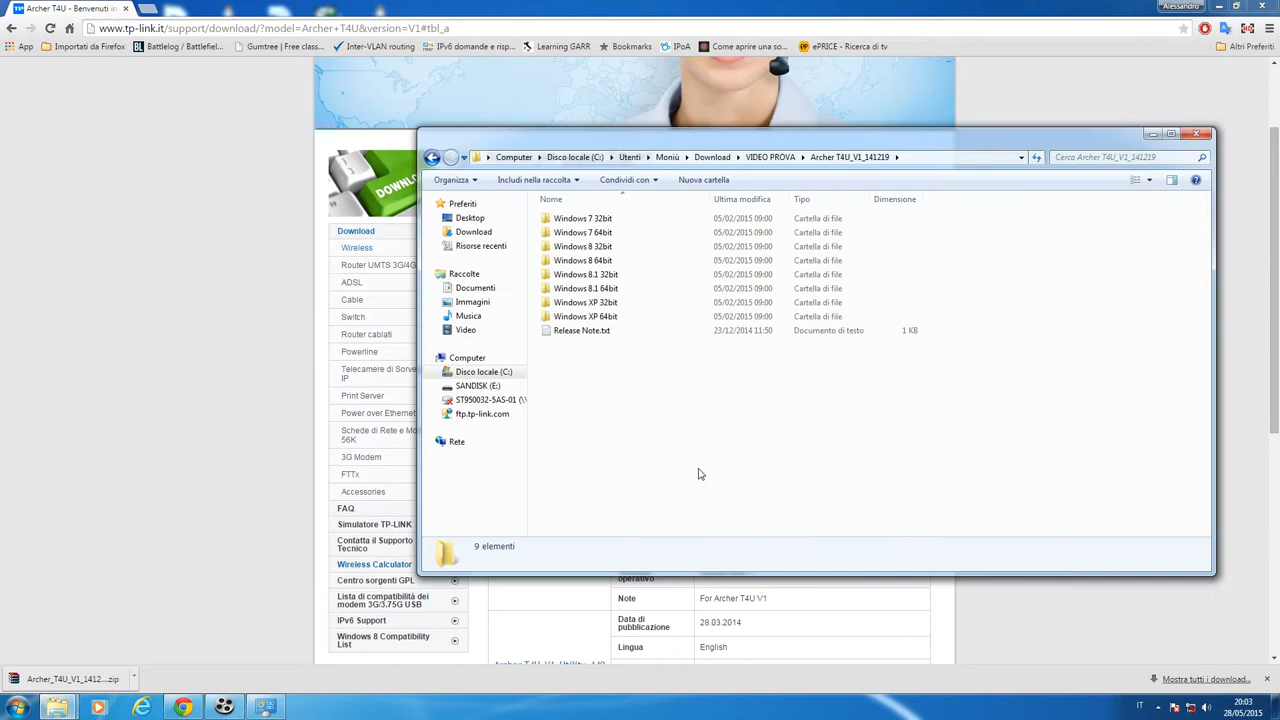 Archer T4U - Benvenuti in
Alessandro
www.tp-link.it/support/download/?model=Archer+T4U&version=V1#tbl_a
App
Importati da Firefox
Battlelog / Battlefiel...
Gumtree / Free class...
Inter-VLAN routing
IPv6 domande e risp...
Learning GARR
Bookmarks
IPoA
Come aprire una so...
ePRICE - Ricerca di tv
Altri Preferiti
DOWNLO
Download
Wireless
Router UMTS 3G/4G
ADSL
Cable
Switch
Router cablati
Powerline
Telecamere di Sorve
IP
Print Server
Power over Ethernet
Schede di Rete e Mo
56K
3G Modem
FTTx
Accessories
FAQ
Simulatore TP-LINK
Contatta il Supporto
Tecnico
Wireless Calculator
Centro sorgenti GPL
Lista di compatibilità dei
modem 3G/3.75G USB
IPv6 Support
Windows 8 Compatibility
List
Computer
Disco locale (C:)
Utenti
Moniù
Download
VIDEO PROVA
Archer T4U_V1_141219
Cerca Archer T4U_V1_141219
Organizza
Includi nella raccolta
Condividi con
Nuova cartella
Preferiti
Desktop
Download
Risorse recenti
Raccolte
Documenti
Immagini
Musica
Video
Computer
Disco locale (C:)
SANDISK (E:)
ST950032-5AS-01 (\\
ftp.tp-link.com
Rete
Nome Ultima modifica Tipo Dimensione
Windows 7 32bit 05/02/2015 09:00 Cartella di file
Windows 7 64bit 05/02/2015 09:00 Cartella di file
Windows 8 32bit 05/02/2015 09:00 Cartella di file
Windows 8 64bit 05/02/2015 09:00 Cartella di file
Windows 8.1 32bit 05/02/2015 09:00 Cartella di file
Windows 8.1 64bit 05/02/2015 09:00 Cartella di file
Windows XP 32bit 05/02/2015 09:00 Cartella di file
Windows XP 64bit 05/02/2015 09:00 Cartella di file
Release Note.txt 23/12/2014 11:50 Documento di testo 1 KB
9 elementi
operativo
Note For Archer T4U V1
Data di
pubblicazione 28.03.2014
Lingua English
Archer T4U_V1_Utility_140
Archer_T4U_V1_1412....zip
Mostra tutti i download...
IT
20:03
28/05/2015